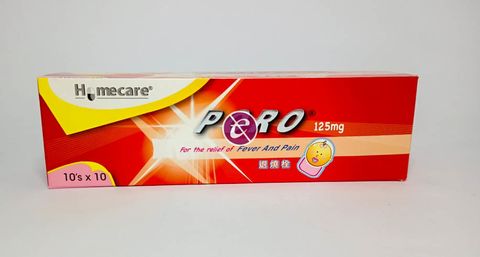 Homecare®
PeRO®
125mg
For the relief of Fever And Pain
退燒栓
10's x 10